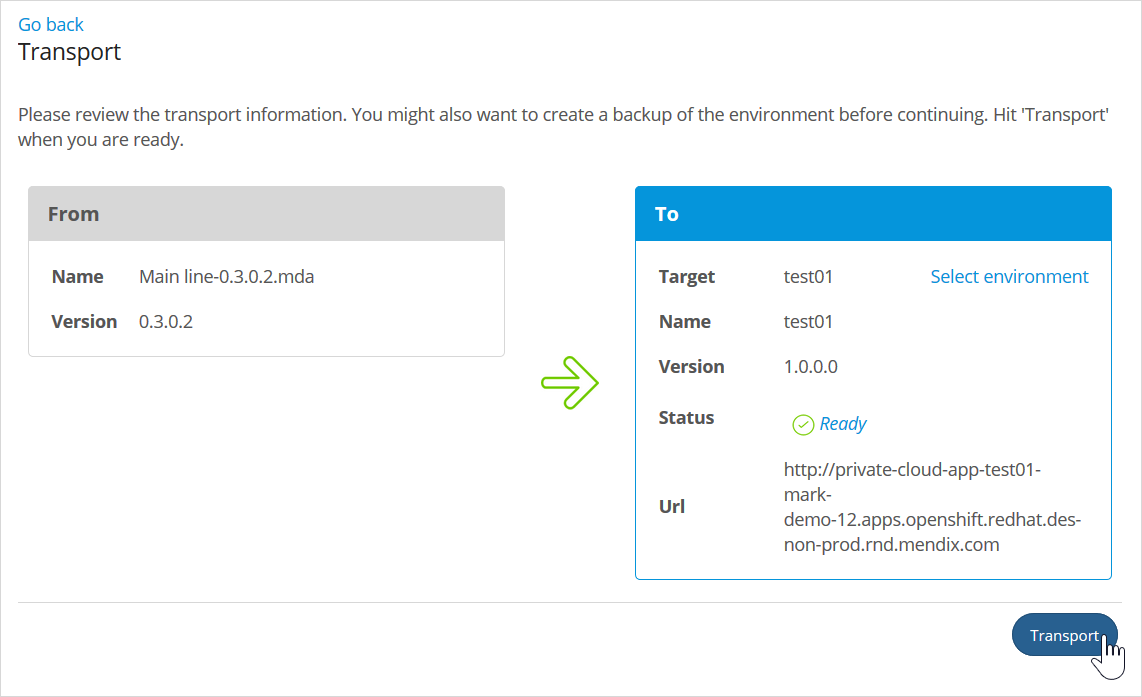 Go back
Transport
Please review the transport information. You might also want to create a backup of the environment before continuing. Hit 'Transport'
when you are ready.
From
Name Main line-0.3.0.2.mda
Version 0.3.0.2
To
Target test01 Select environment
Name test01
Version 1.0.0.0
Status Ready
Url http://private-cloud-app-test01-
mark-
demo-12.apps.openshift.redhat.des-
non-prod.rnd.mendix.com
Transport